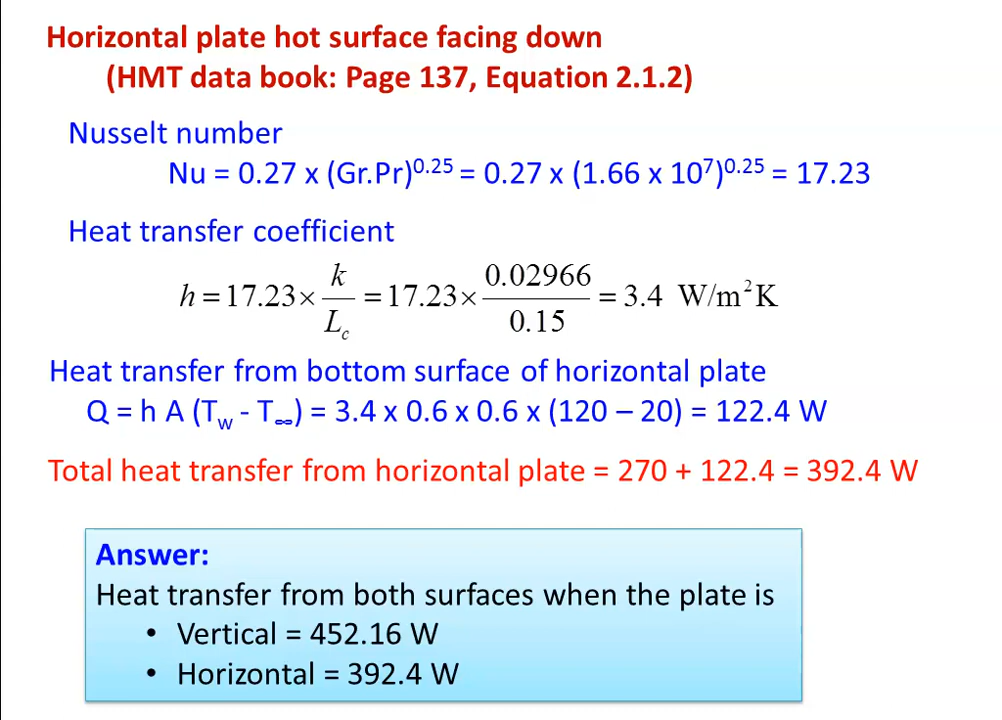 Horizontal plate hot surface facing down
(HMT data book: Page 137, Equation 2.1.2)
Nusselt number
Nu = 0.27 x (Gr.Pr)^0.25 = 0.27 x (1.66 x 10^7)^0.25 = 17.23
Heat transfer coefficient
h = 17.23 × k/L_c = 17.23 × 0.02966/0.15 = 3.4 W/m²K
Heat transfer from bottom surface of horizontal plate
Q = h A (T_w - T_∞) = 3.4 x 0.6 x 0.6 x (120 – 20) = 122.4 W
Total heat transfer from horizontal plate = 270 + 122.4 = 392.4 W
Answer:
Heat transfer from both surfaces when the plate is
• Vertical = 452.16 W
• Horizontal = 392.4 W